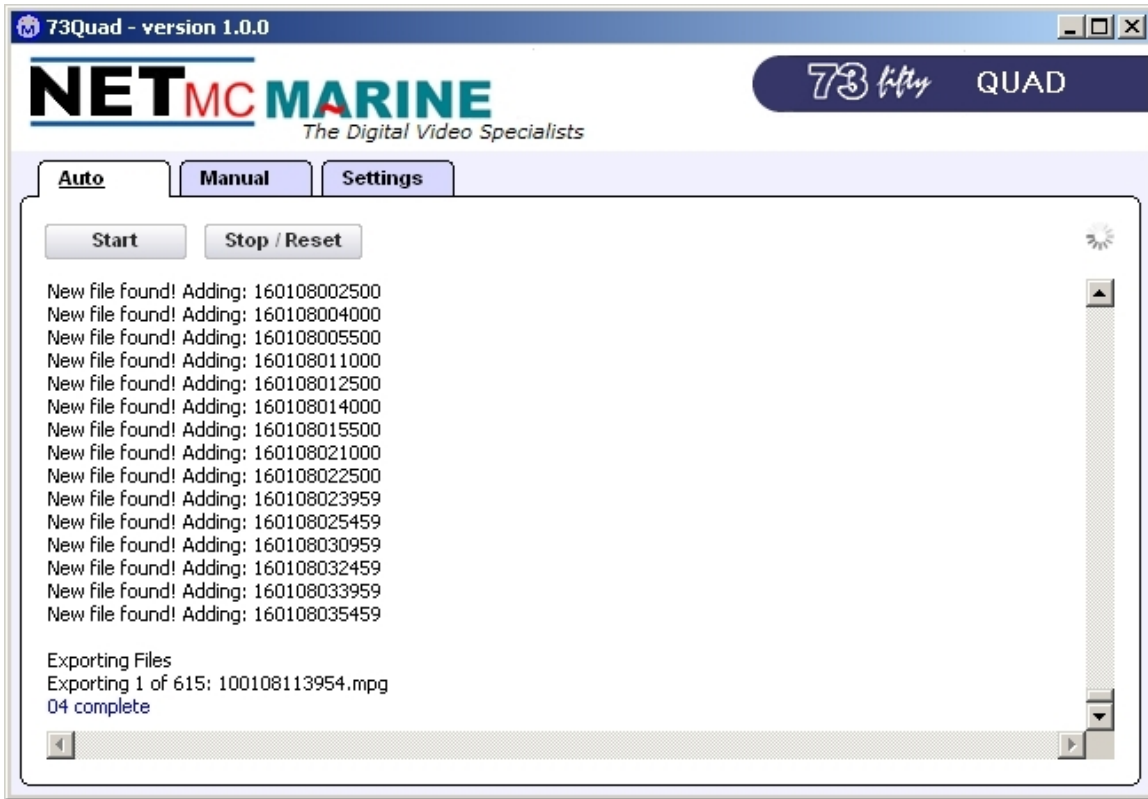 73Quad - version 1.0.0
NETMC MARINE
The Digital Video Specialists
73 fifty QUAD
Auto Manual Settings
Start Stop / Reset
New file found! Adding: 160108002500
New file found! Adding: 160108004000
New file found! Adding: 160108005500
New file found! Adding: 160108011000
New file found! Adding: 160108012500
New file found! Adding: 160108014000
New file found! Adding: 160108015500
New file found! Adding: 160108021000
New file found! Adding: 160108022500
New file found! Adding: 160108023959
New file found! Adding: 160108025459
New file found! Adding: 160108030959
New file found! Adding: 160108032459
New file found! Adding: 160108033959
New file found! Adding: 160108035459
Exporting Files
Exporting 1 of 615: 100108113954.mpg
04 complete